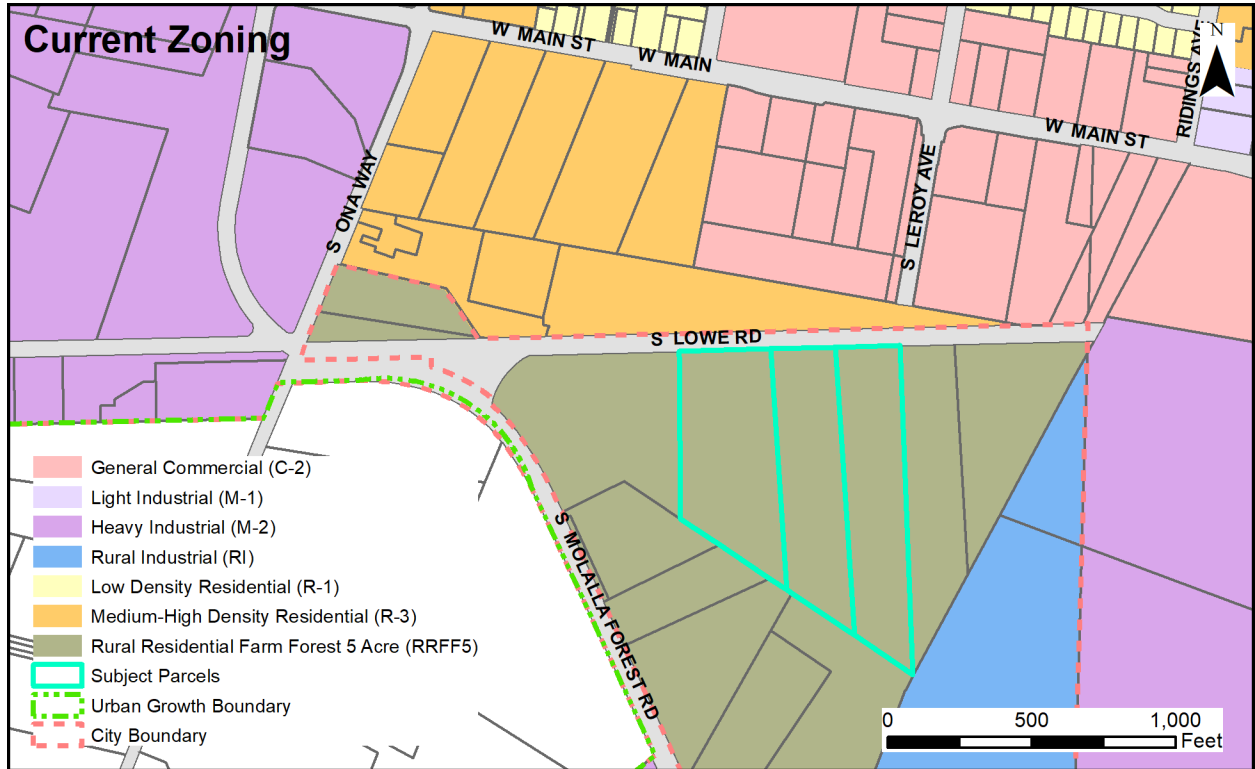 Current Zoning
W MAIN ST
W MAIN
RIDINGS AVE
N
W MAIN ST
S ONA WAY
S LEROY AVE
S LOWE RD
S MOLALLA FOREST RD
General Commercial (C-2)
Light Industrial (M-1)
Heavy Industrial (M-2)
Rural Industrial (RI)
Low Density Residential (R-1)
Medium-High Density Residential (R-3)
Rural Residential Farm Forest 5 Acre (RRFF5)
Subject Parcels
Urban Growth Boundary
City Boundary
0 500 1,000
Feet